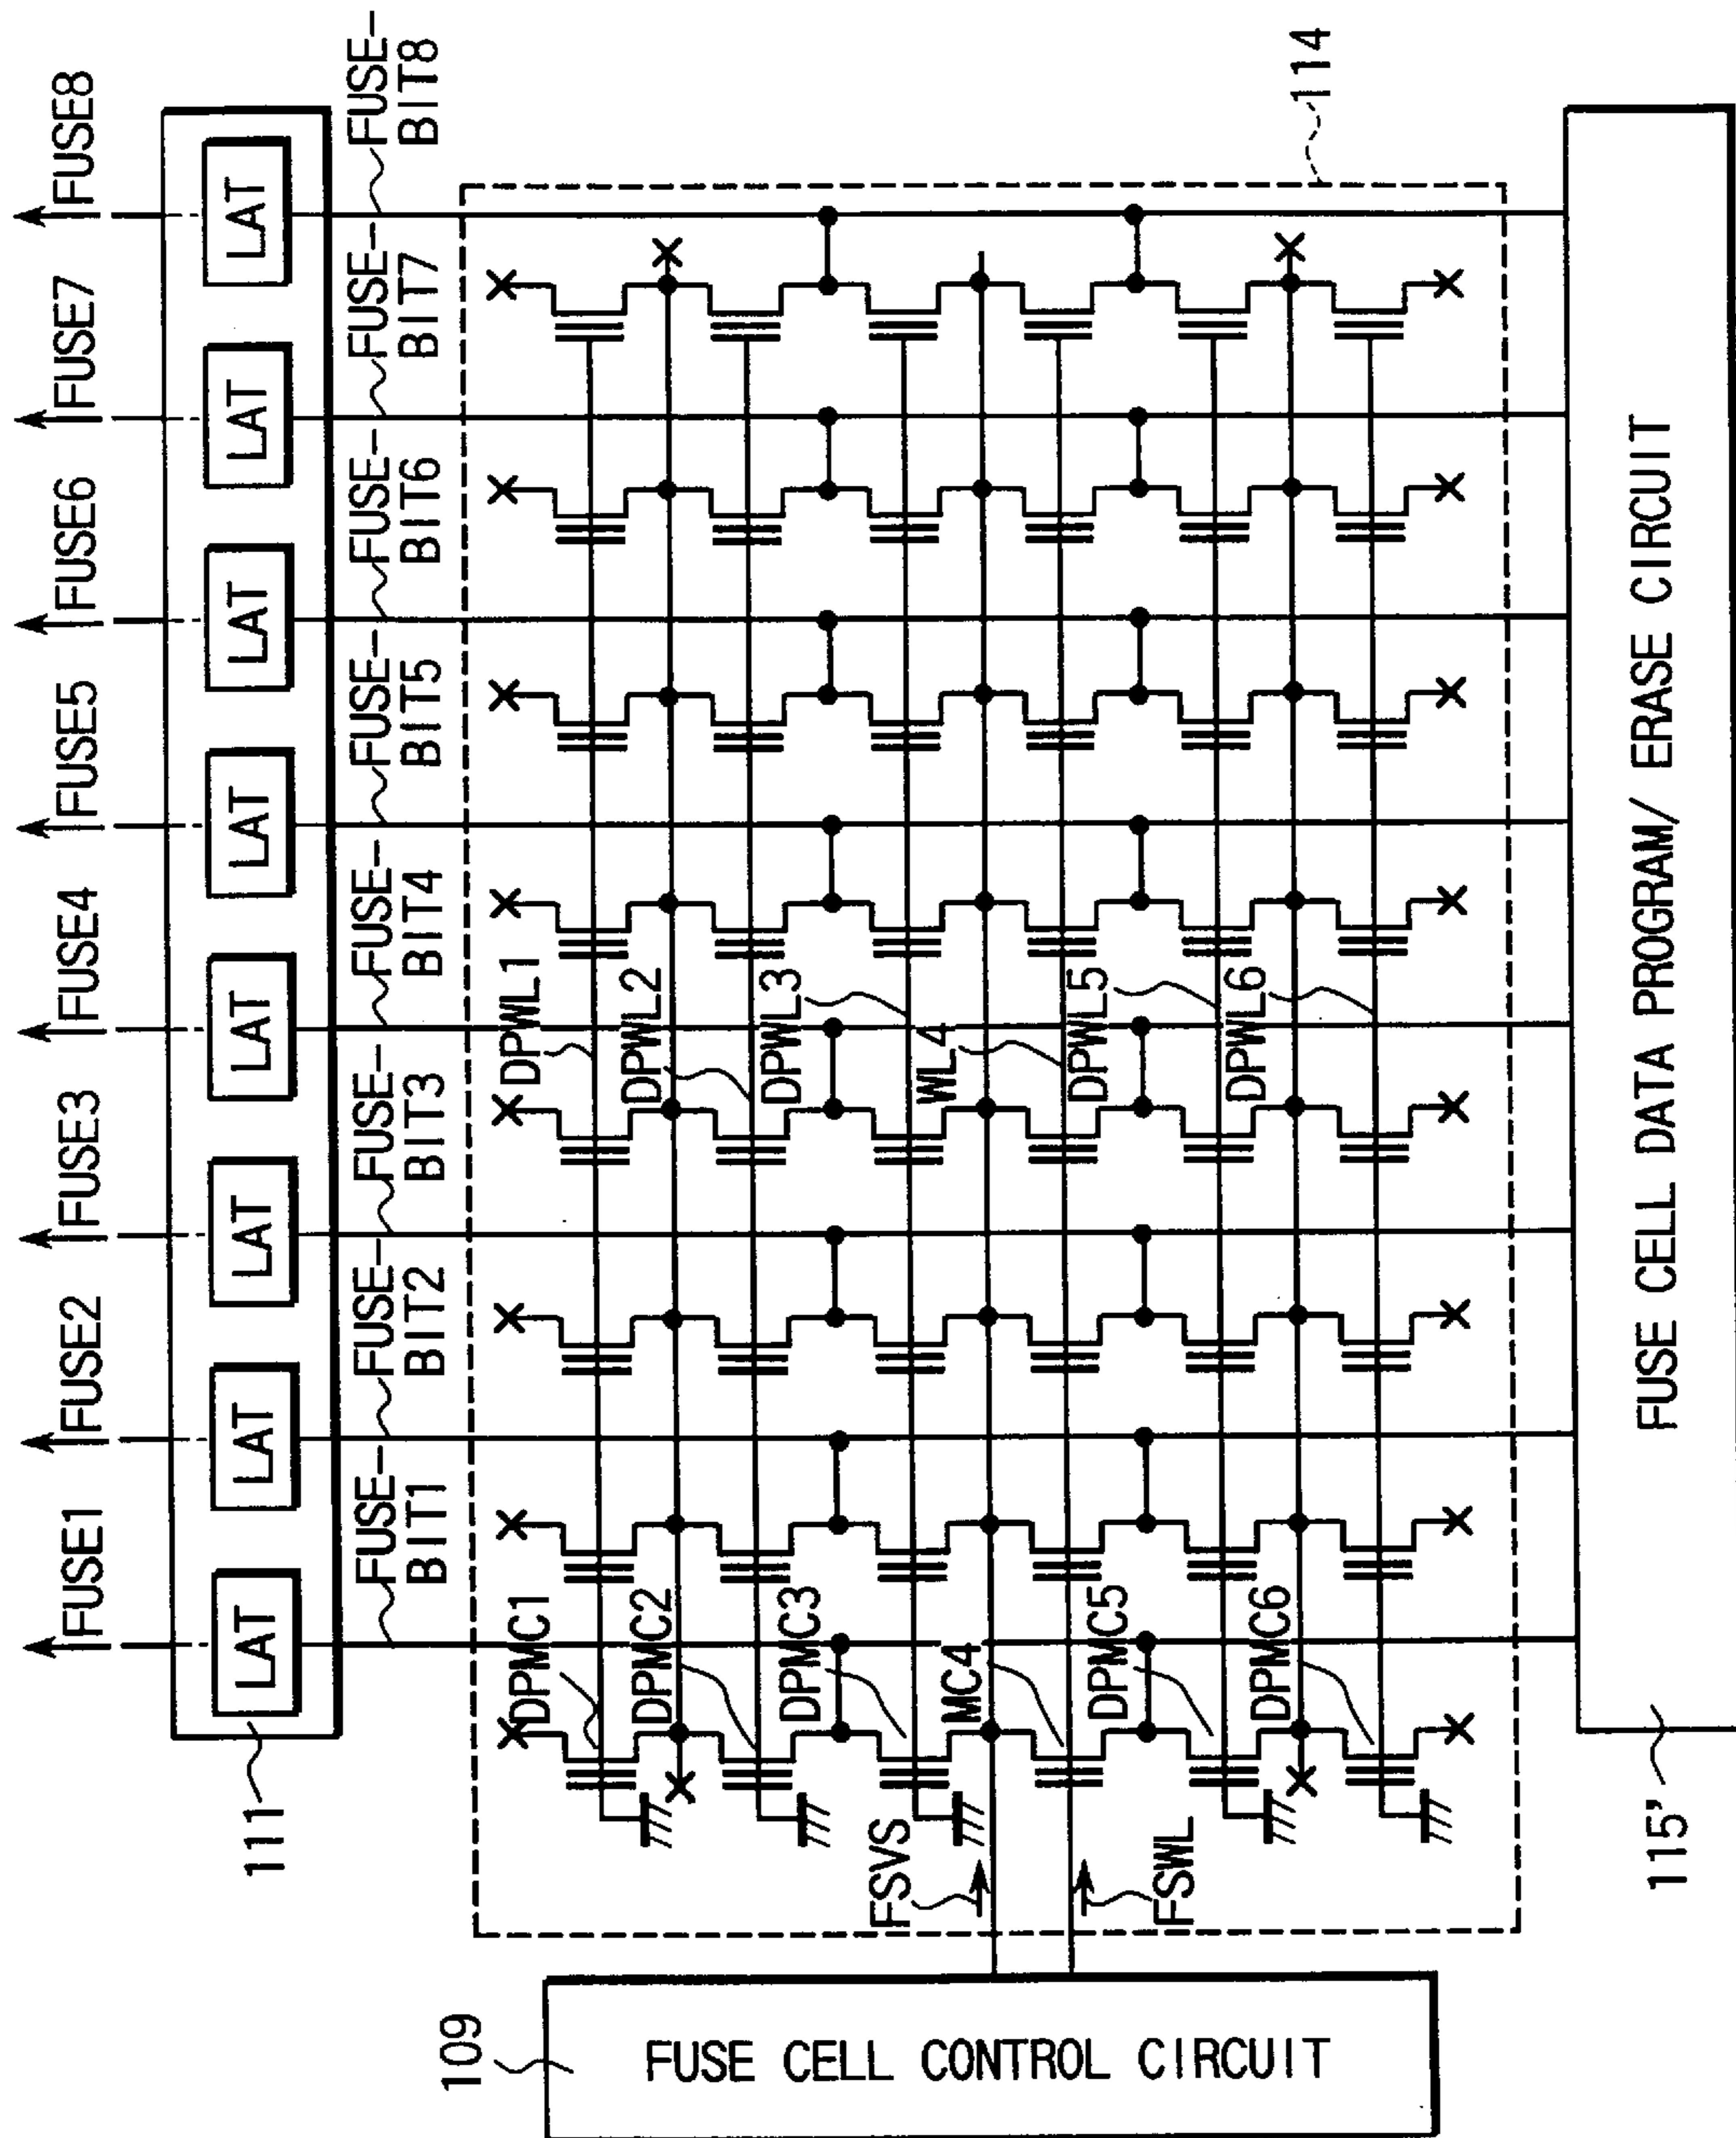 FUSE1
FUSE2
FUSE3
FUSE4
FUSE5
FUSE6
FUSE7
FUSE8
LAT
LAT
LAT
LAT
LAT
LAT
LAT
LAT
111
FUSE-
BIT1
FUSE-
BIT2
FUSE-
BIT3
FUSE-
BIT4
FUSE-
BIT5
FUSE-
BIT6
FUSE-
BIT7
FUSE-
BIT8
DPMC1
DPMC2
DPMC3
MC4
DPMC5
DPMC6
DPWL1
DPWL2
DPWL3
WL4
DPWL5
DPWL6
FSVS
FSWL
114
109
FUSE CELL CONTROL CIRCUIT
115'
FUSE CELL DATA PROGRAM/ ERASE CIRCUIT